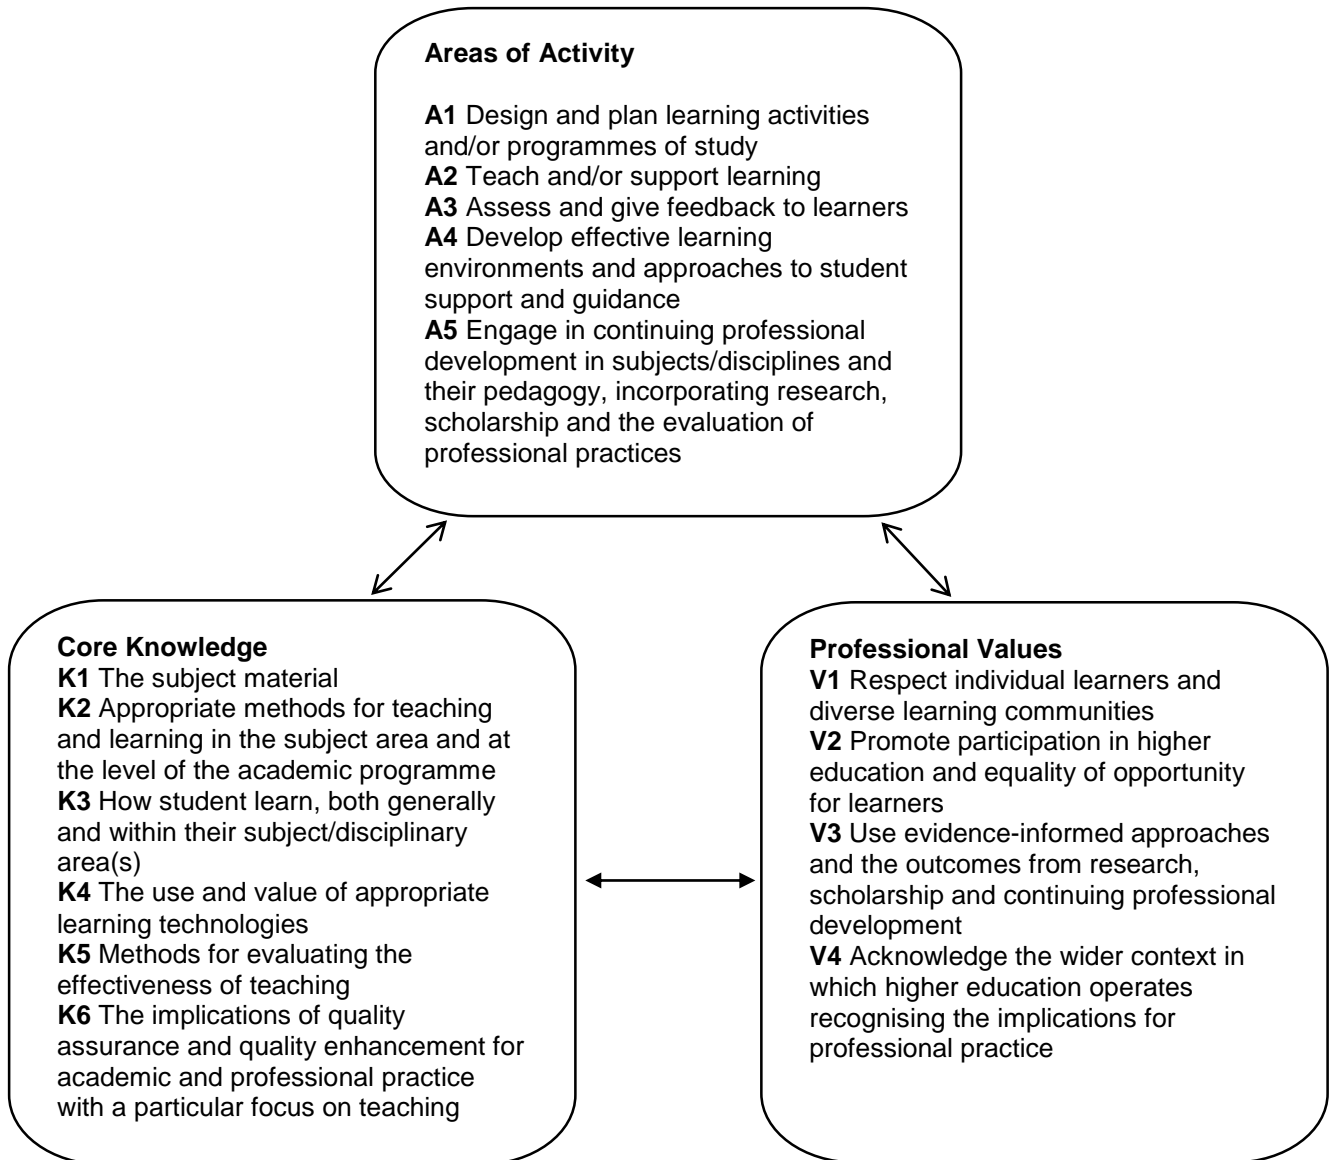 Areas of Activity
A1 Design and plan learning activities
and/or programmes of study
A2 Teach and/or support learning
A3 Assess and give feedback to learners
A4 Develop effective learning
environments and approaches to student
support and guidance
A5 Engage in continuing professional
development in subjects/disciplines and
their pedagogy, incorporating research,
scholarship and the evaluation of
professional practices
Core Knowledge
K1 The subject material
K2 Appropriate methods for teaching
and learning in the subject area and at
the level of the academic programme
K3 How student learn, both generally
and within their subject/disciplinary
area(s)
K4 The use and value of appropriate
learning technologies
K5 Methods for evaluating the
effectiveness of teaching
K6 The implications of quality
assurance and quality enhancement for
academic and professional practice
with a particular focus on teaching
Professional Values
V1 Respect individual learners and
diverse learning communities
V2 Promote participation in higher
education and equality of opportunity
for learners
V3 Use evidence-informed approaches
and the outcomes from research,
scholarship and continuing professional
development
V4 Acknowledge the wider context in
which higher education operates
recognising the implications for
professional practice